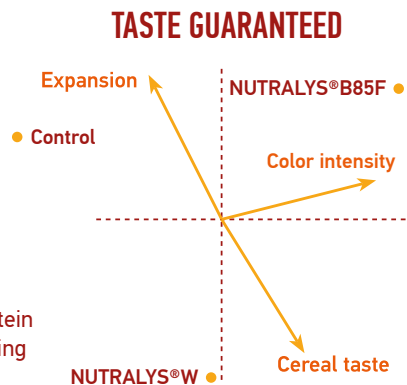 TASTE GUARANTEED
Expansion
NUTRALYS®B85F
Control
Color intensity
Cereal taste
NUTRALYS®W